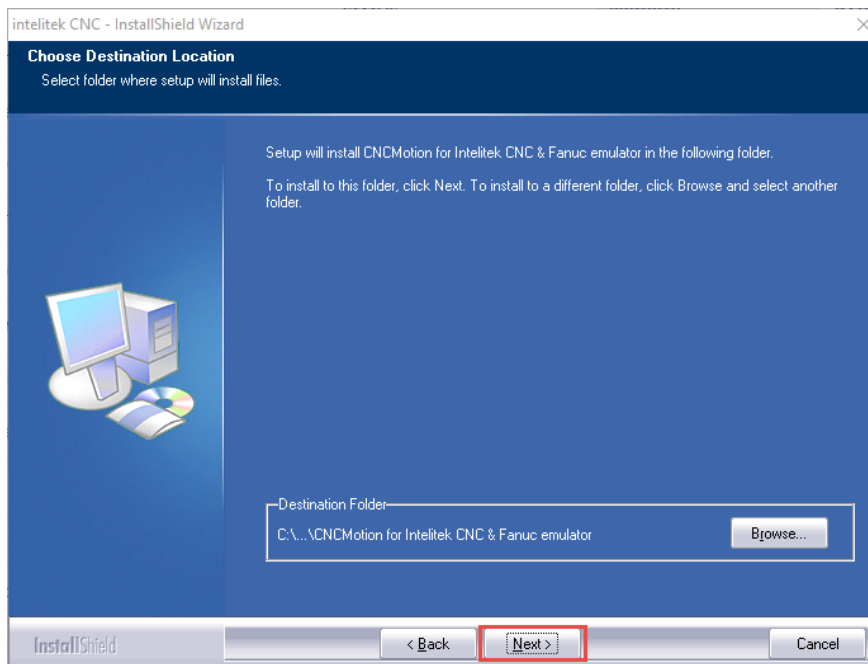 intelitek CNC - InstallShield Wizard
Choose Destination Location
Select folder where setup will install files.
Setup will install CNCMotion for Intelitek CNC & Fanuc emulator in the following folder.
To install to this folder, click Next. To install to a different folder, click Browse and select another
folder.
Destination Folder
C:\...\CNCMotion for Intelitek CNC & Fanuc emulator
Browse...
InstallShield
< Back
Next >
Cancel